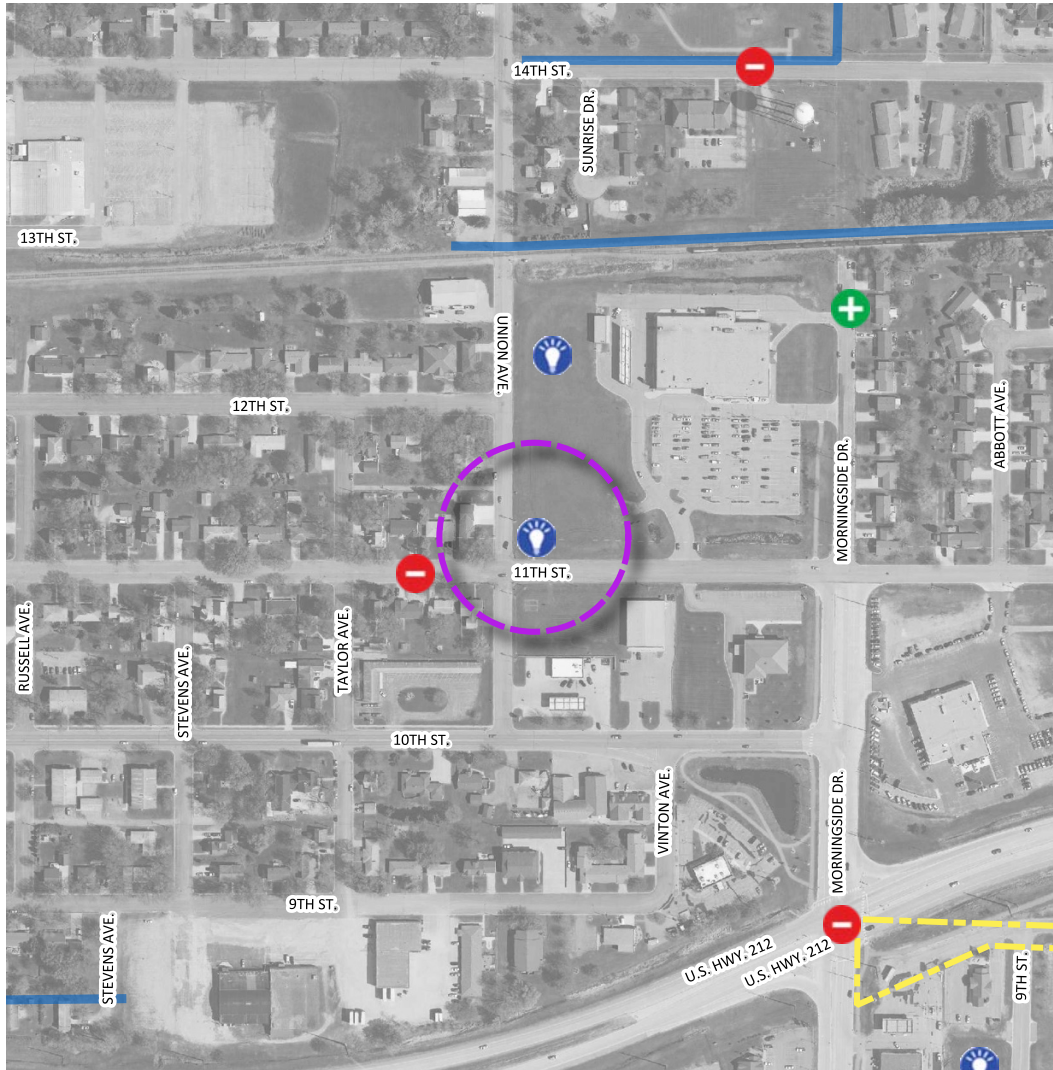 14TH ST.
SUNRISE DR.
13TH ST.
UNION AVE.
12TH ST.
ABBOTT AVE.
MORNINGSIDE DR.
11TH ST.
RUSSELL AVE.
TAYLOR AVE.
STEVENS AVE.
10TH ST.
VINTON AVE.
MORNINGSIDE DR.
9TH ST.
STEVENS AVE.
U.S. HWY. 212
U.S. HWY. 212
9TH ST.